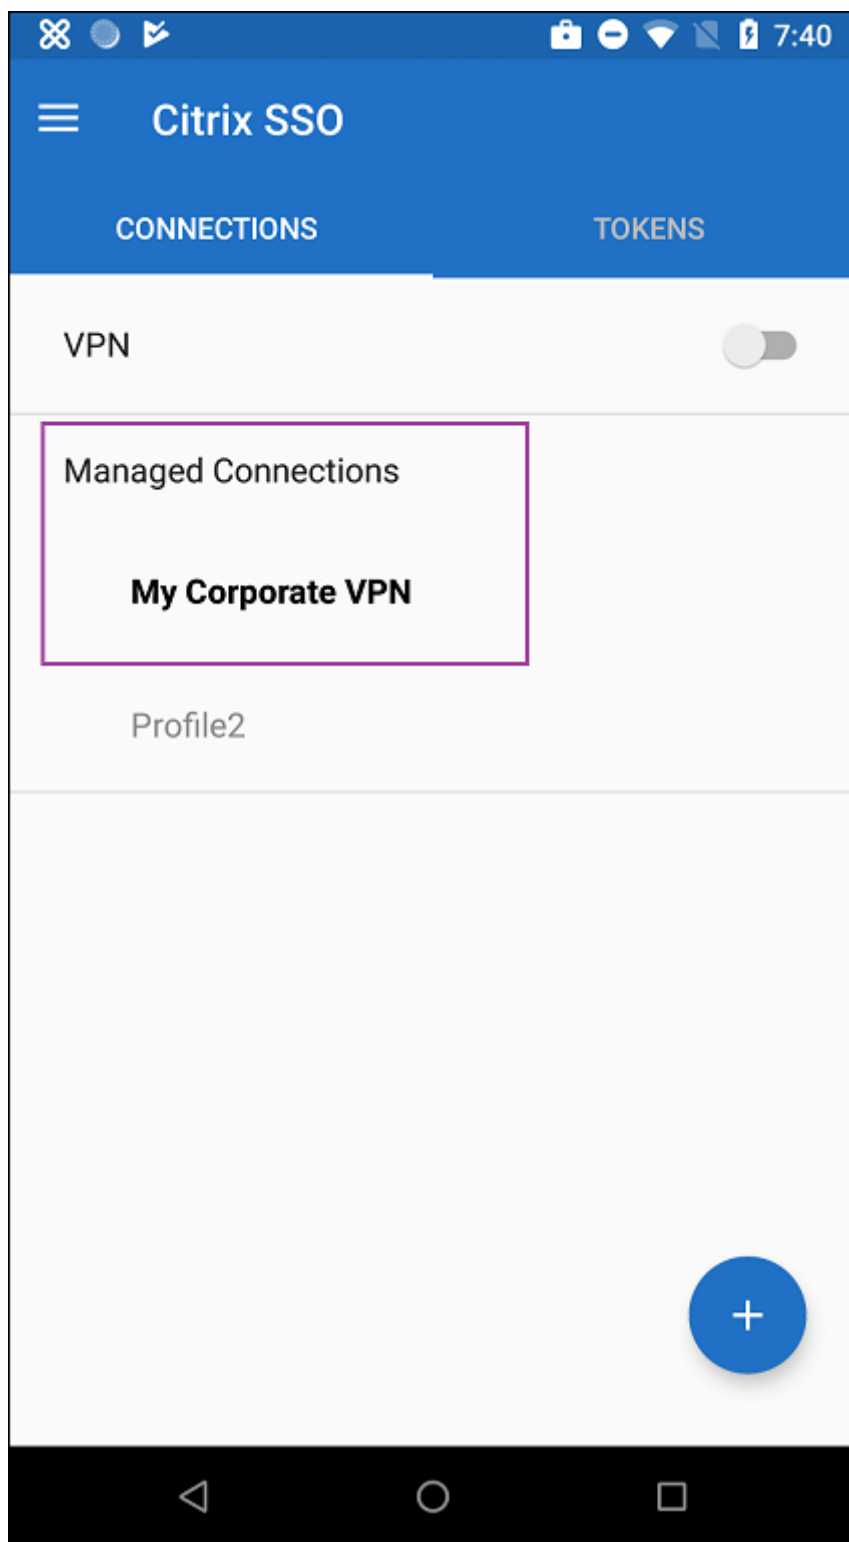 7:40
Citrix SSO
CONNECTIONS TOKENS
VPN
Managed Connections
My Corporate VPN
Profile2